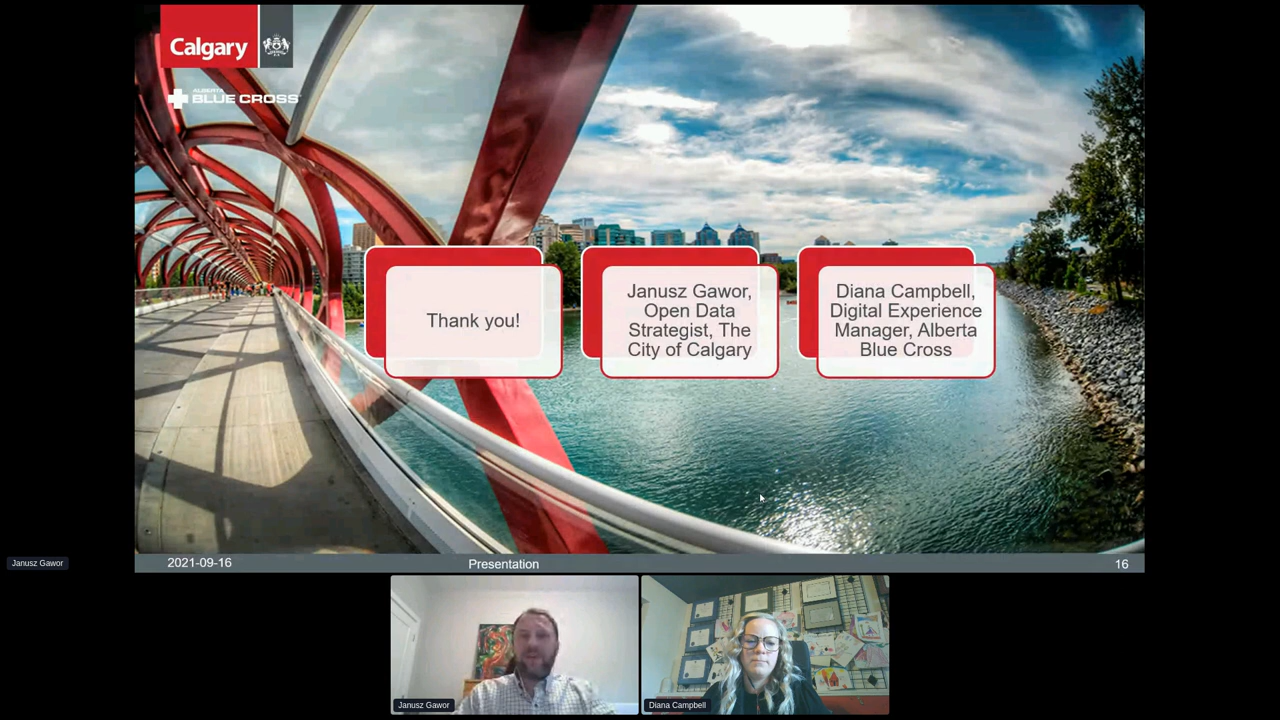 Calgary
ALBERTA
BLUE CROSS
Thank you!
Janusz Gawor,
Open Data
Strategist, The
City of Calgary
Diana Campbell,
Digital Experience
Manager, Alberta
Blue Cross
2021-09-16
Presentation
16
Janusz Gawor
Janusz Gawor
Diana Campbell